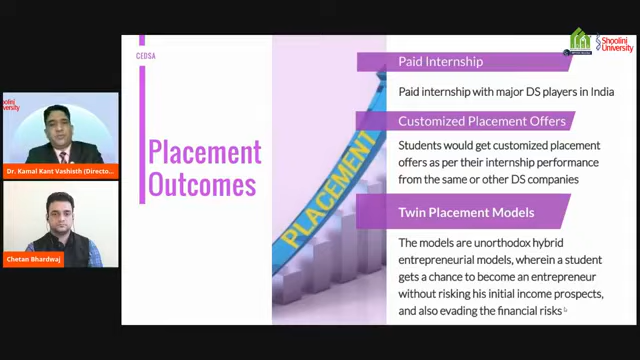 Shoolini
University
CEDSA
Placement
Outcomes
PLACEMENT
Paid Internship
Paid internship with major DS players in India
Customized Placement Offers
Students would get customized placement
offers as per their internship performance
from the same or other DS companies
Twin Placement Models
The models are unorthodox hybrid
entrepreneurial models, wherein a student
gets a chance to become an entrepreneur
without risking his initial income prospects,
and also evading the financial risks
Dr. Kamal Kant Vashisth (Directo...
Chetan Bhardwaj